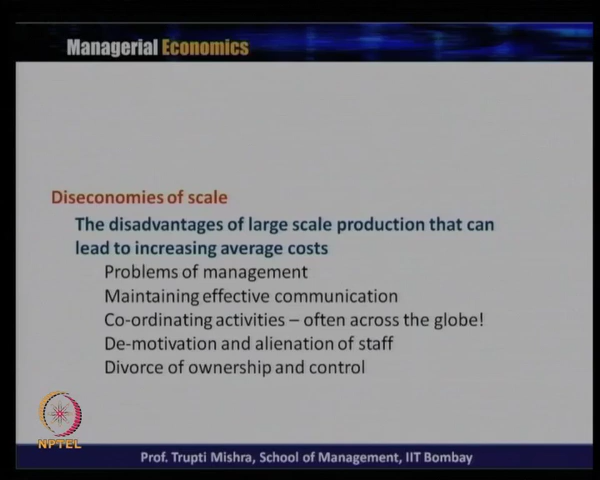 Managerial Economics
Diseconomies of scale
The disadvantages of large scale production that can
lead to increasing average costs
Problems of management
Maintaining effective communication
Co-ordinating activities – often across the globe!
De-motivation and alienation of staff
Divorce of ownership and control
NPTEL
Prof. Trupti Mishra, School of Management, IIT Bombay